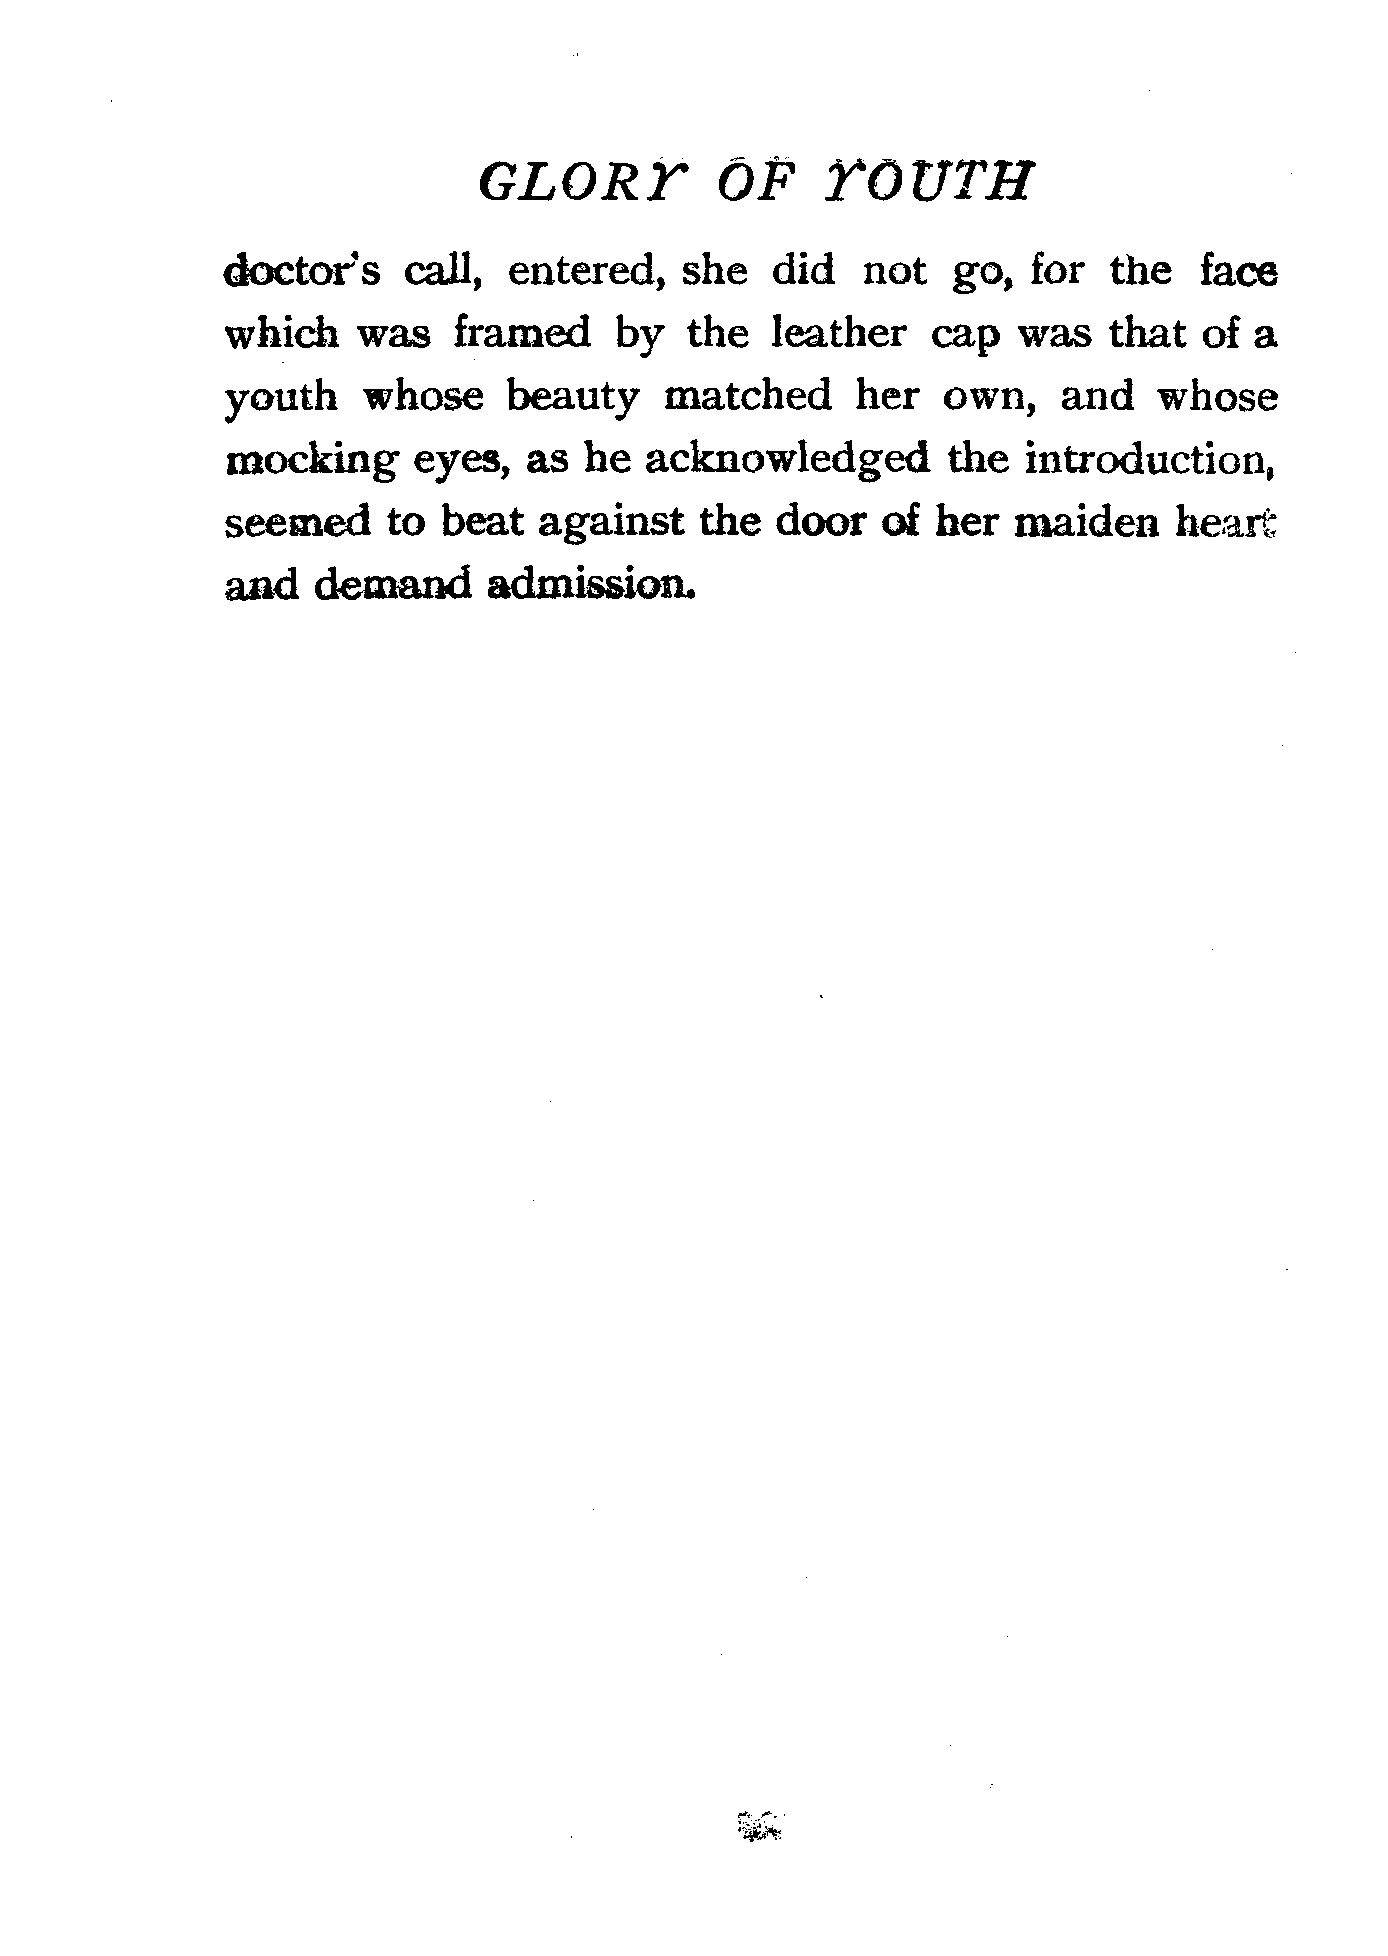 GLORY OF YOUTH
doctor's call, entered, she did not go, for the face
which was framed by the leather cap was that of a
youth whose beauty matched her own, and whose
mocking eyes, as he acknowledged the introduction,
seemed to beat against the door of her maiden heart
and demand admission.